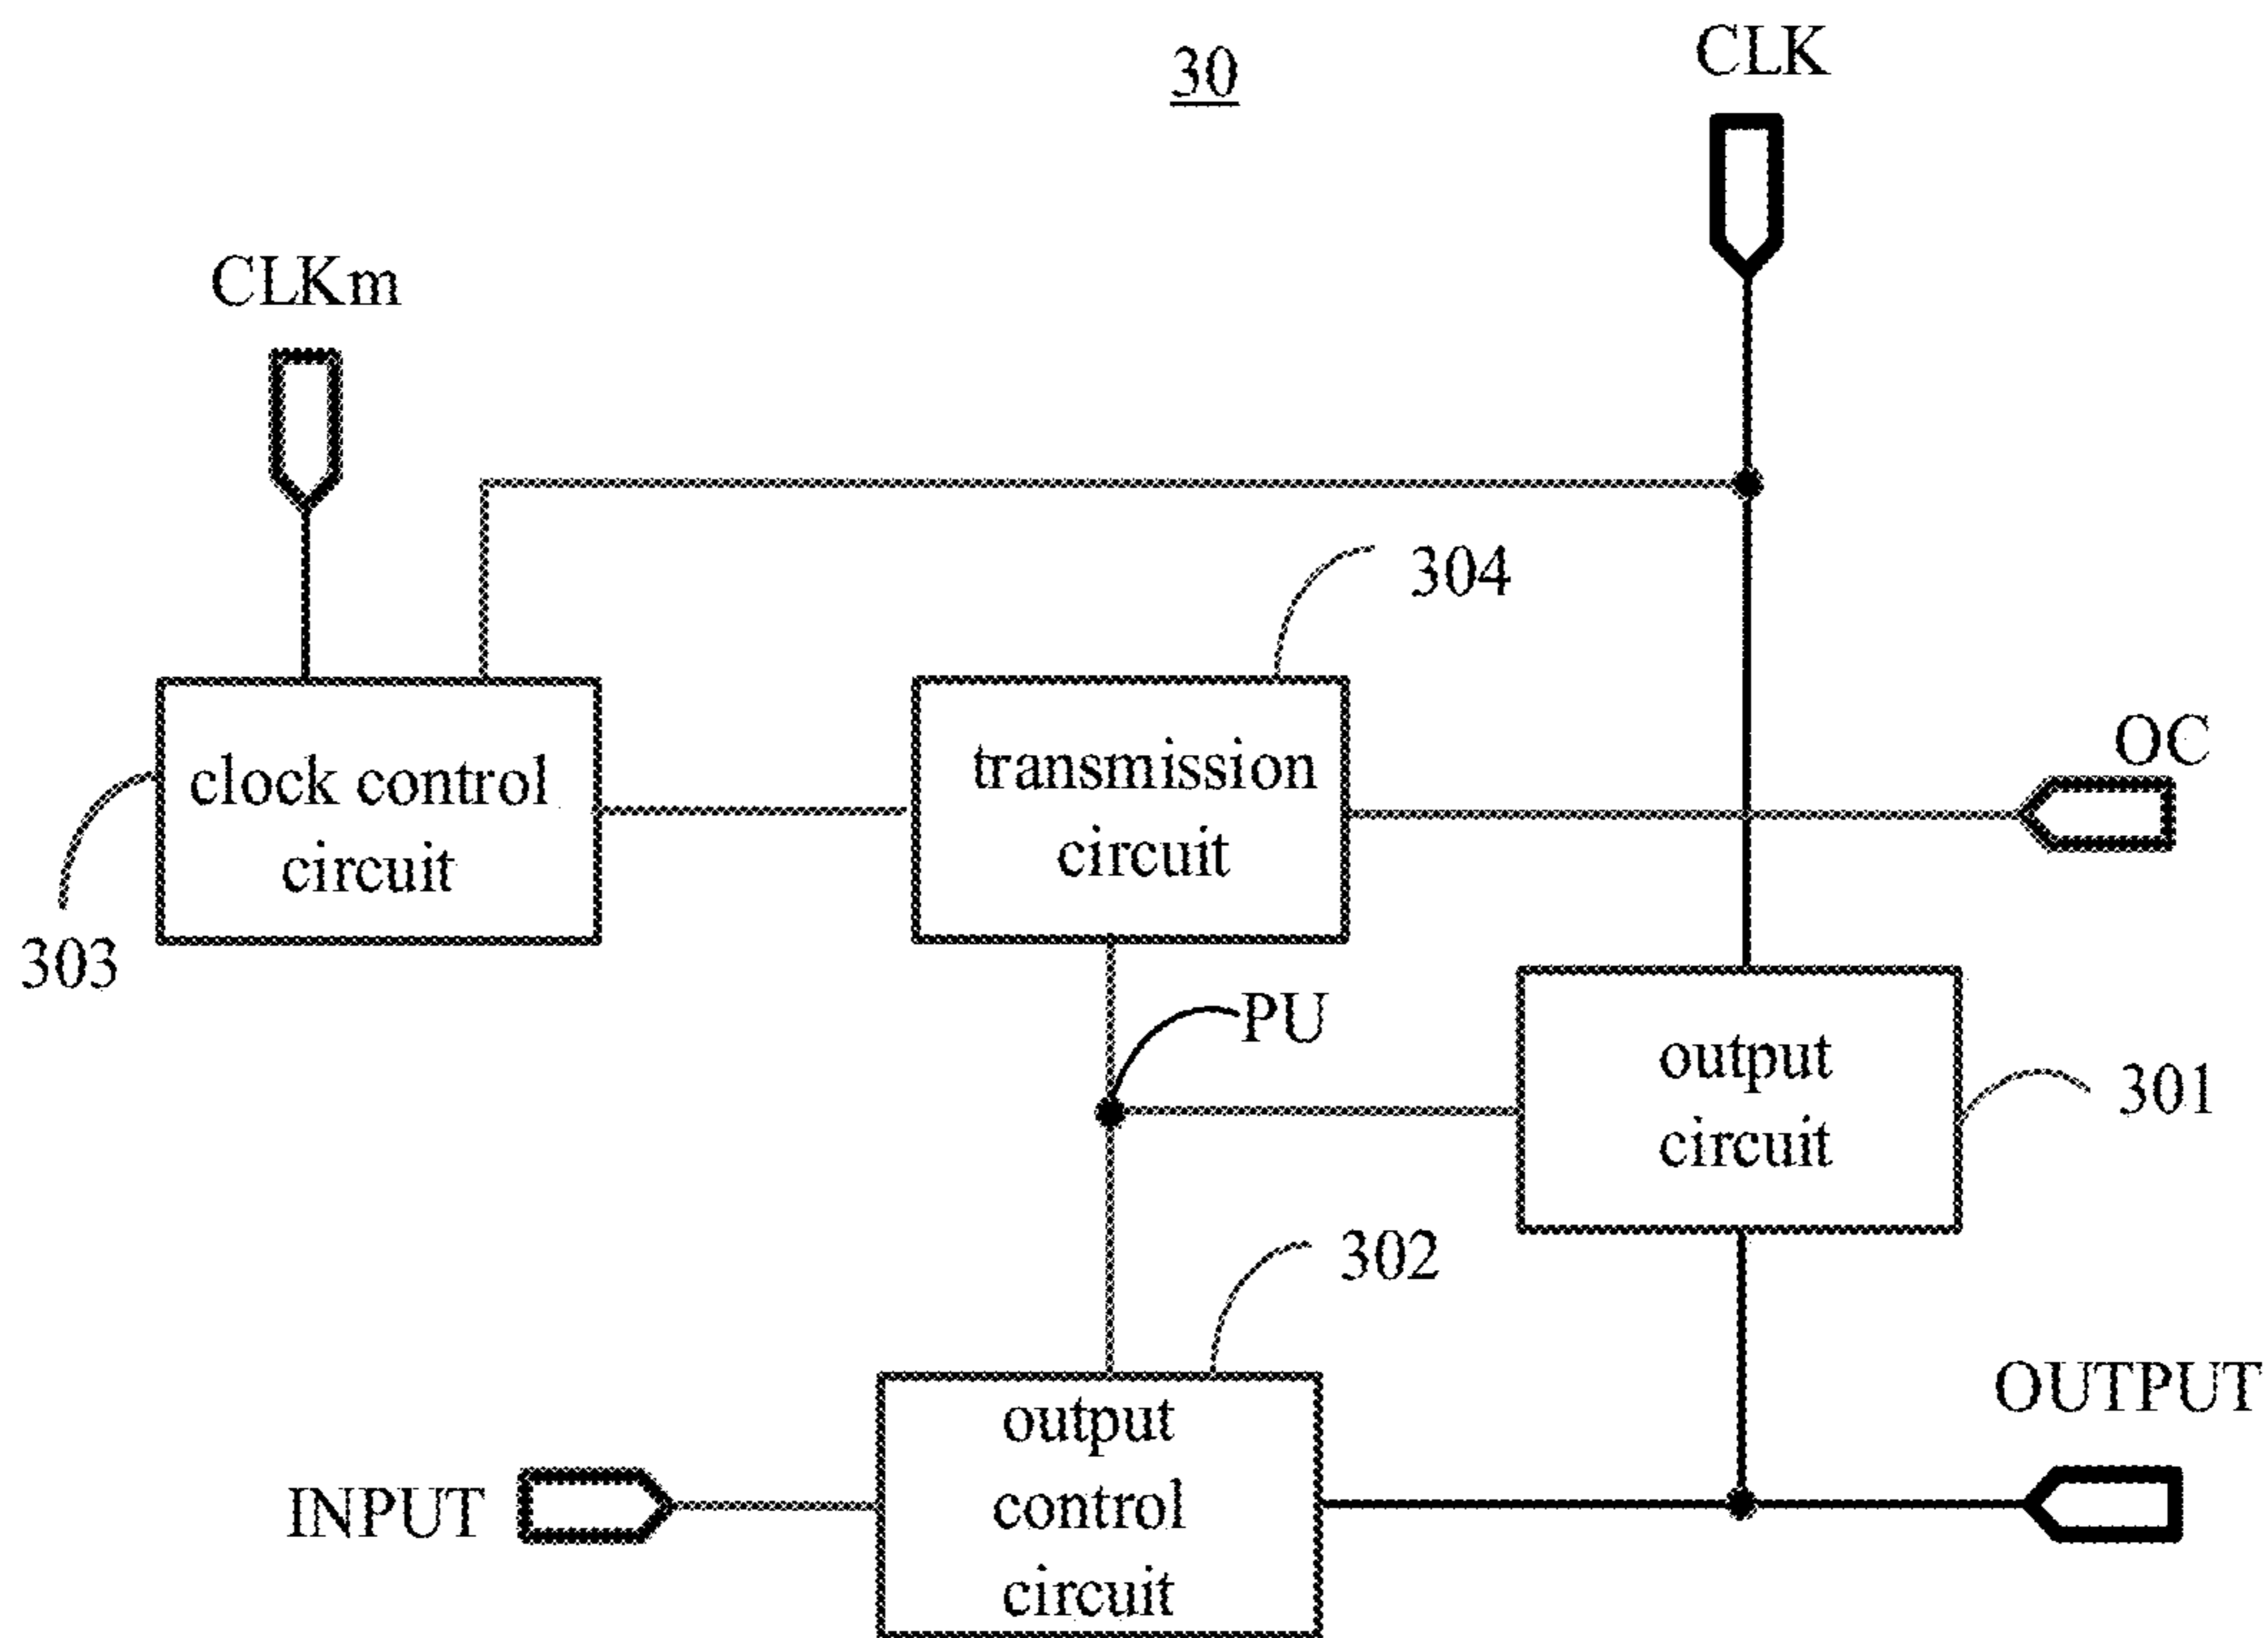 30
CLK
CLKm
304
OC
clock control
circuit
transmission
circuit
303
PU
output
circuit
301
302
output
control
circuit
OUTPUT
INPUT